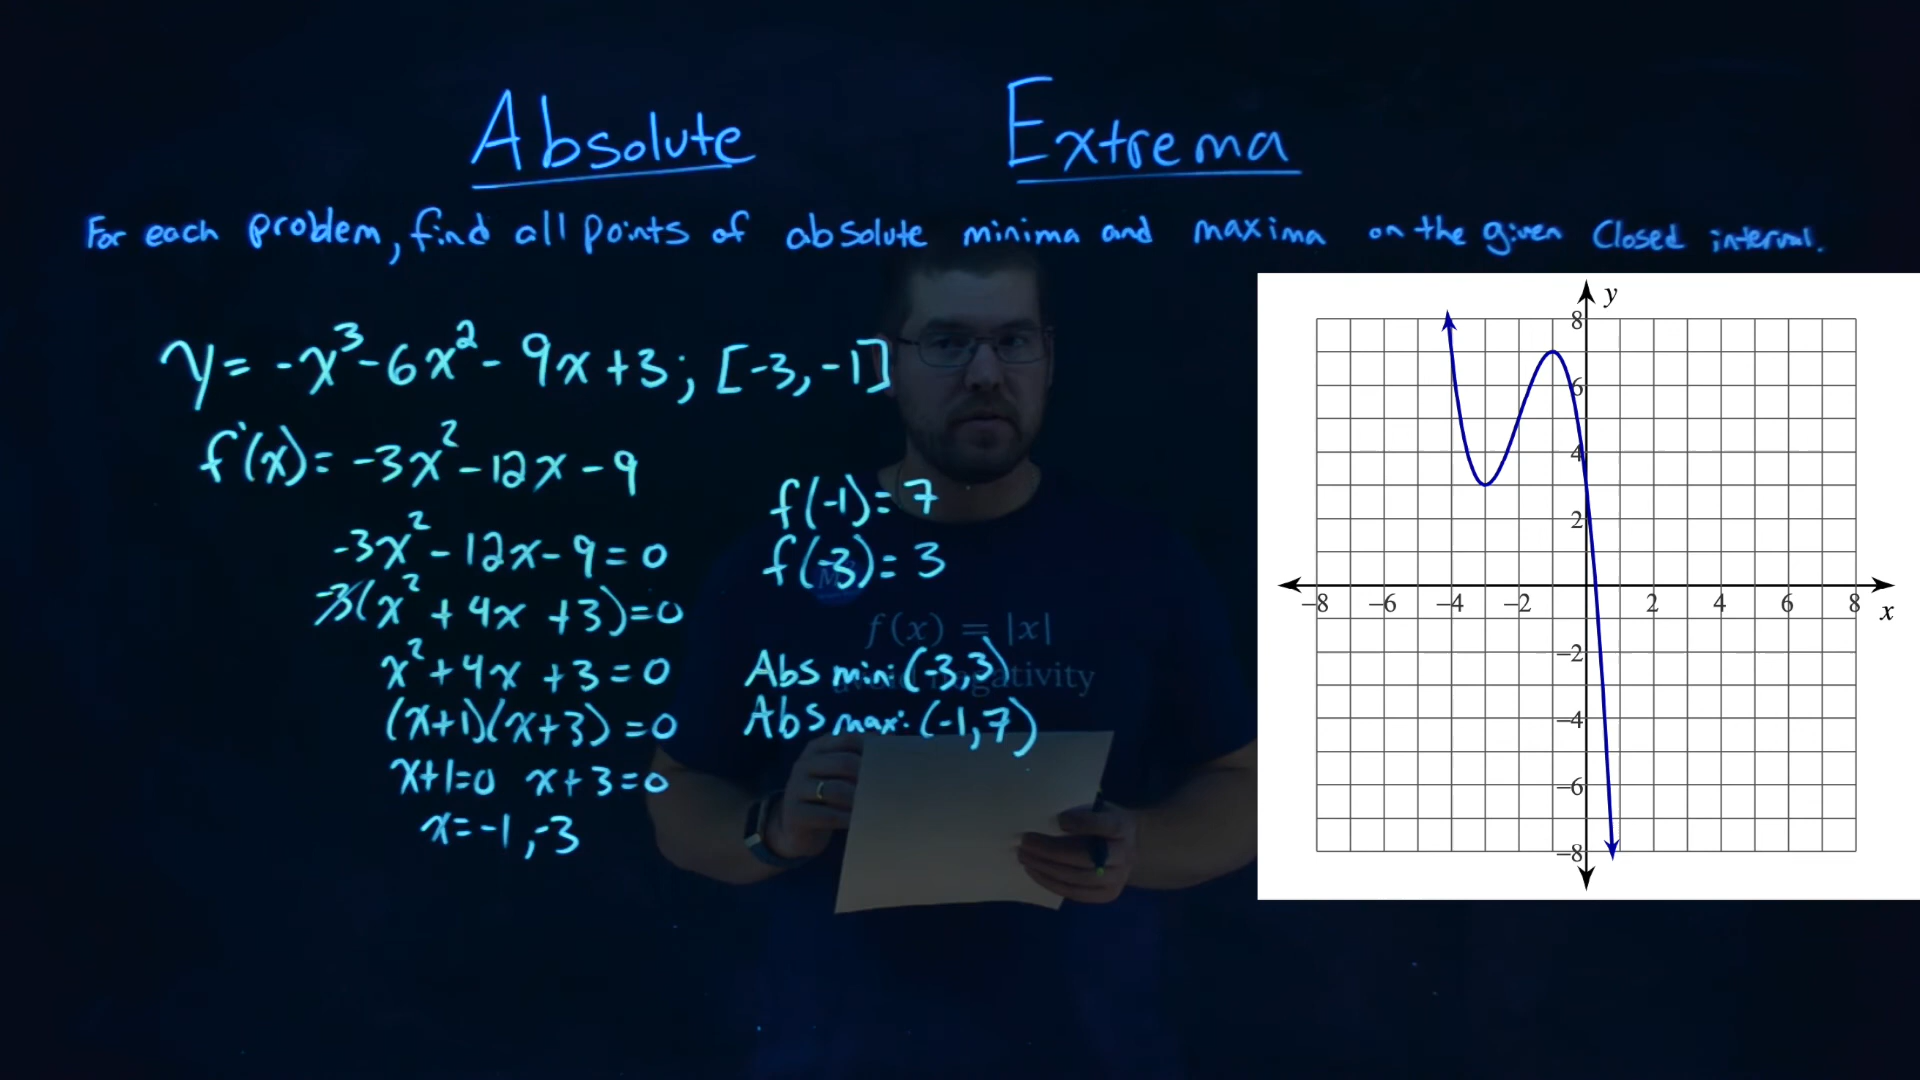 Absolute Extrema
For each problem, find all points of absolute minima and maxima on the given closed interval.
y = -x³ - 6x² - 9x + 3; [-3, -1]
f'(x) = -3x² - 12x - 9
-3x² - 12x - 9 = 0
-3(x² + 4x + 3) = 0
x² + 4x + 3 = 0
(x+1)(x+3) = 0
x+1=0 x+3=0
x = -1, -3
f(-1) = 7
f(-3) = 3
f(x) = |x|
Abs min: (-3,3)
Abs max: (-1,7)
y
8
6
4
2
-8 -6 -4 -2 2 4 6 8
x
-2
-4
-6
-8